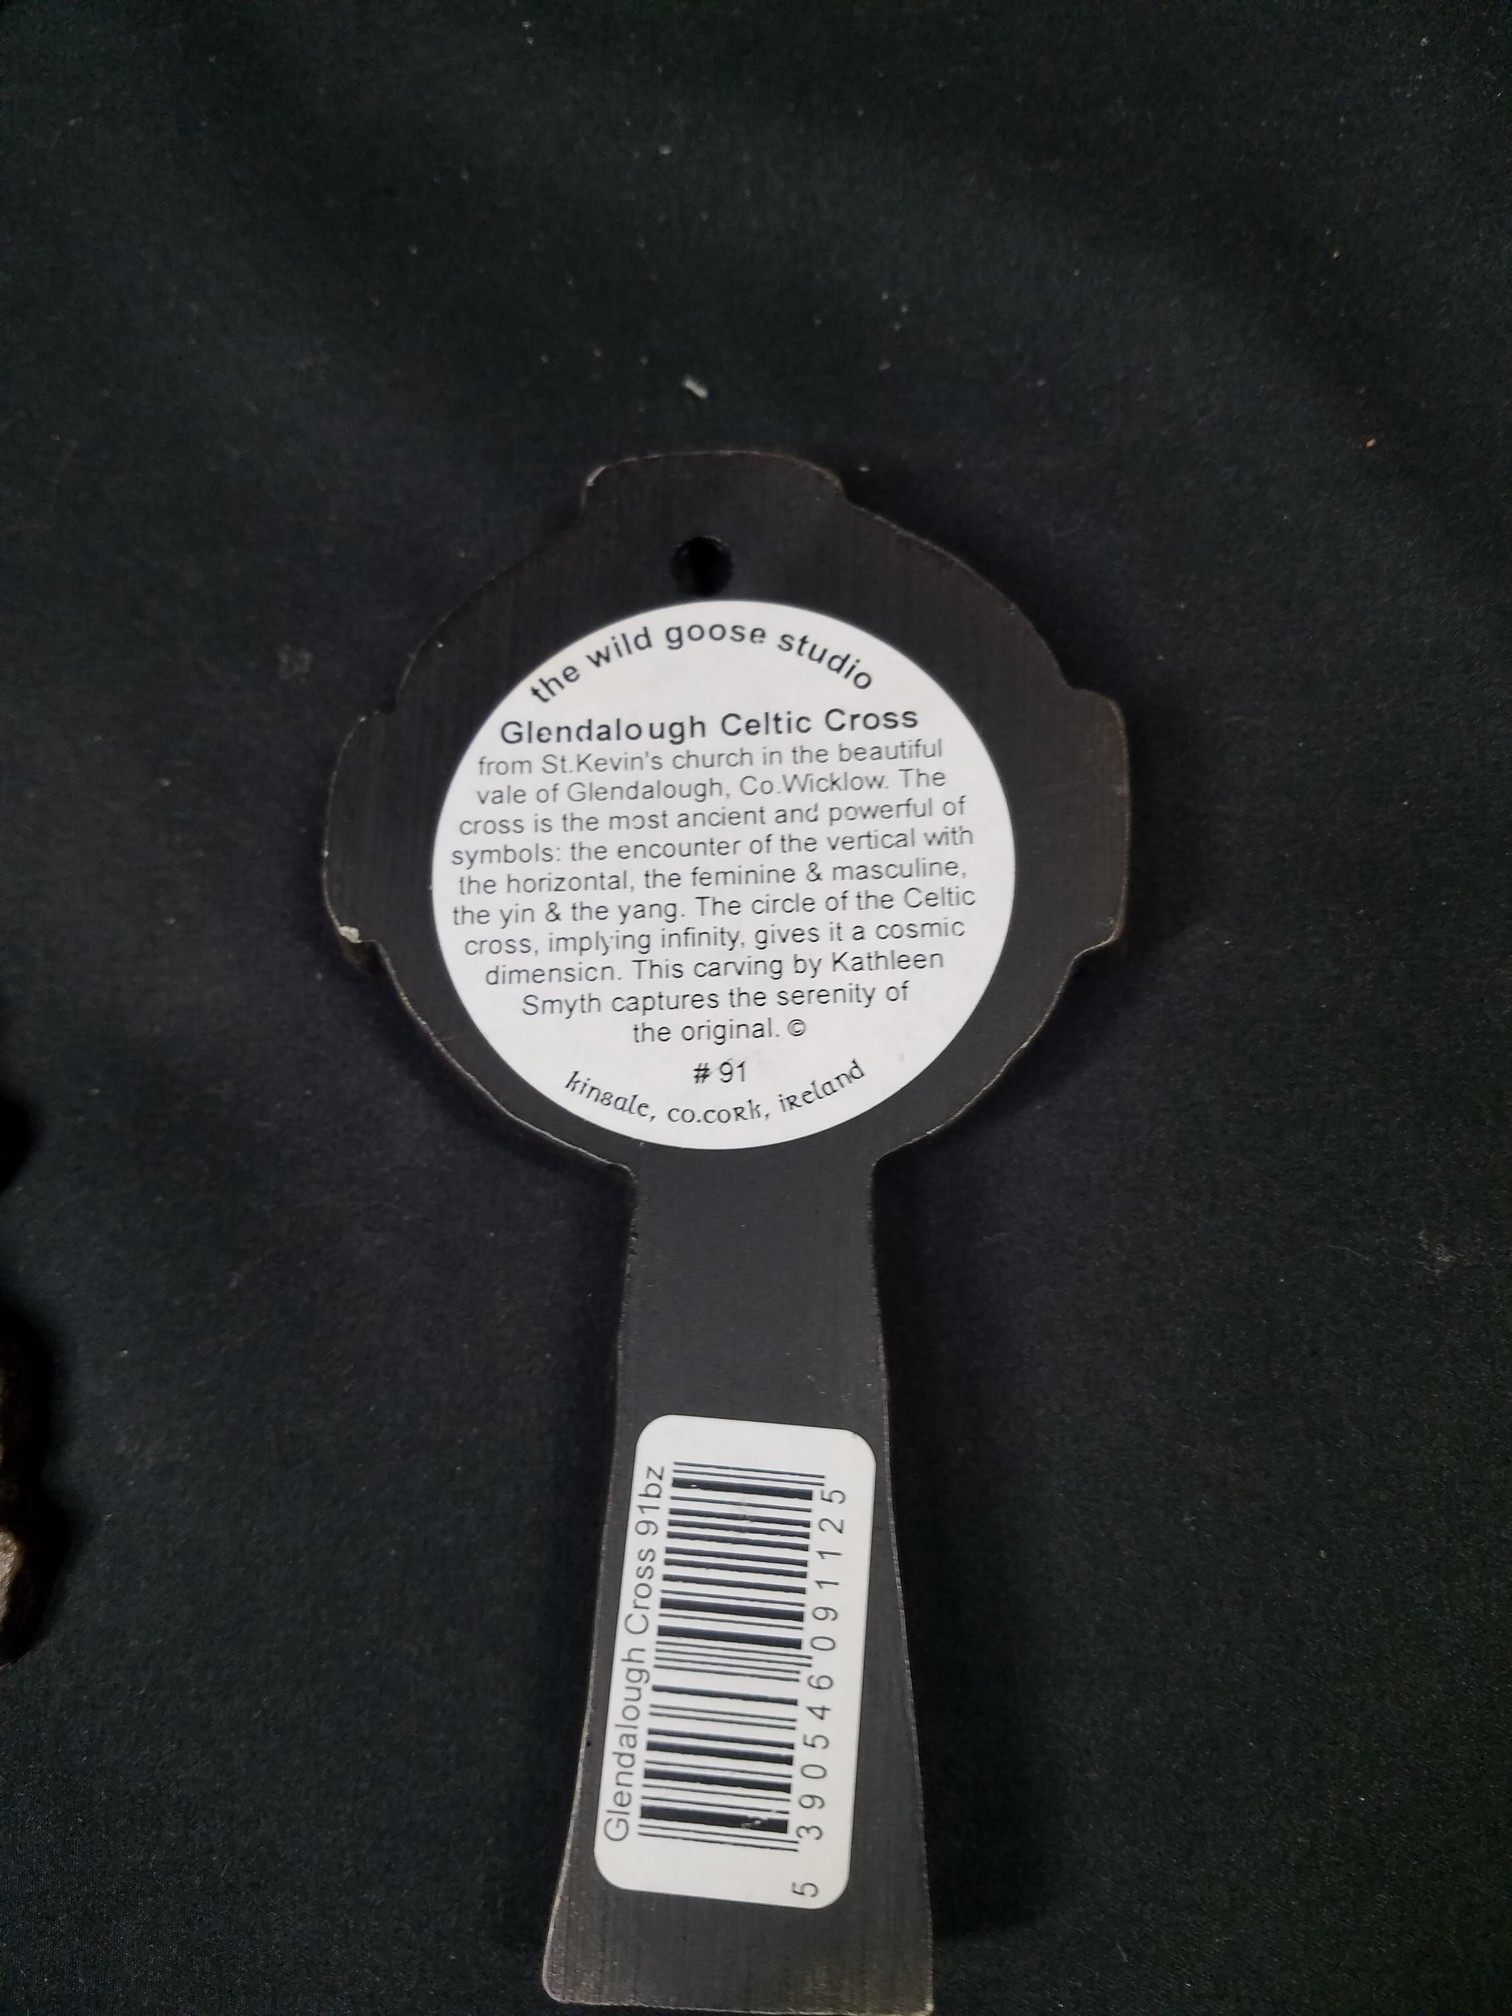 the wild goose studio
Glendalough Celtic Cross
from St.Kevin's church in the beautiful
vale of Glendalough, Co.Wicklow. The
cross is the most ancient and powerful of
symbols: the encounter of the vertical with
the horizontal, the feminine & masculine,
the yin & the yang. The circle of the Celtic
cross, implying infinity, gives it a cosmic
dimension. This carving by Kathleen
Smyth captures the serenity of
the original. ©
# 91
kinsale, co.cork, ireland
Glendalough Cross 91bz
5 390546 091125